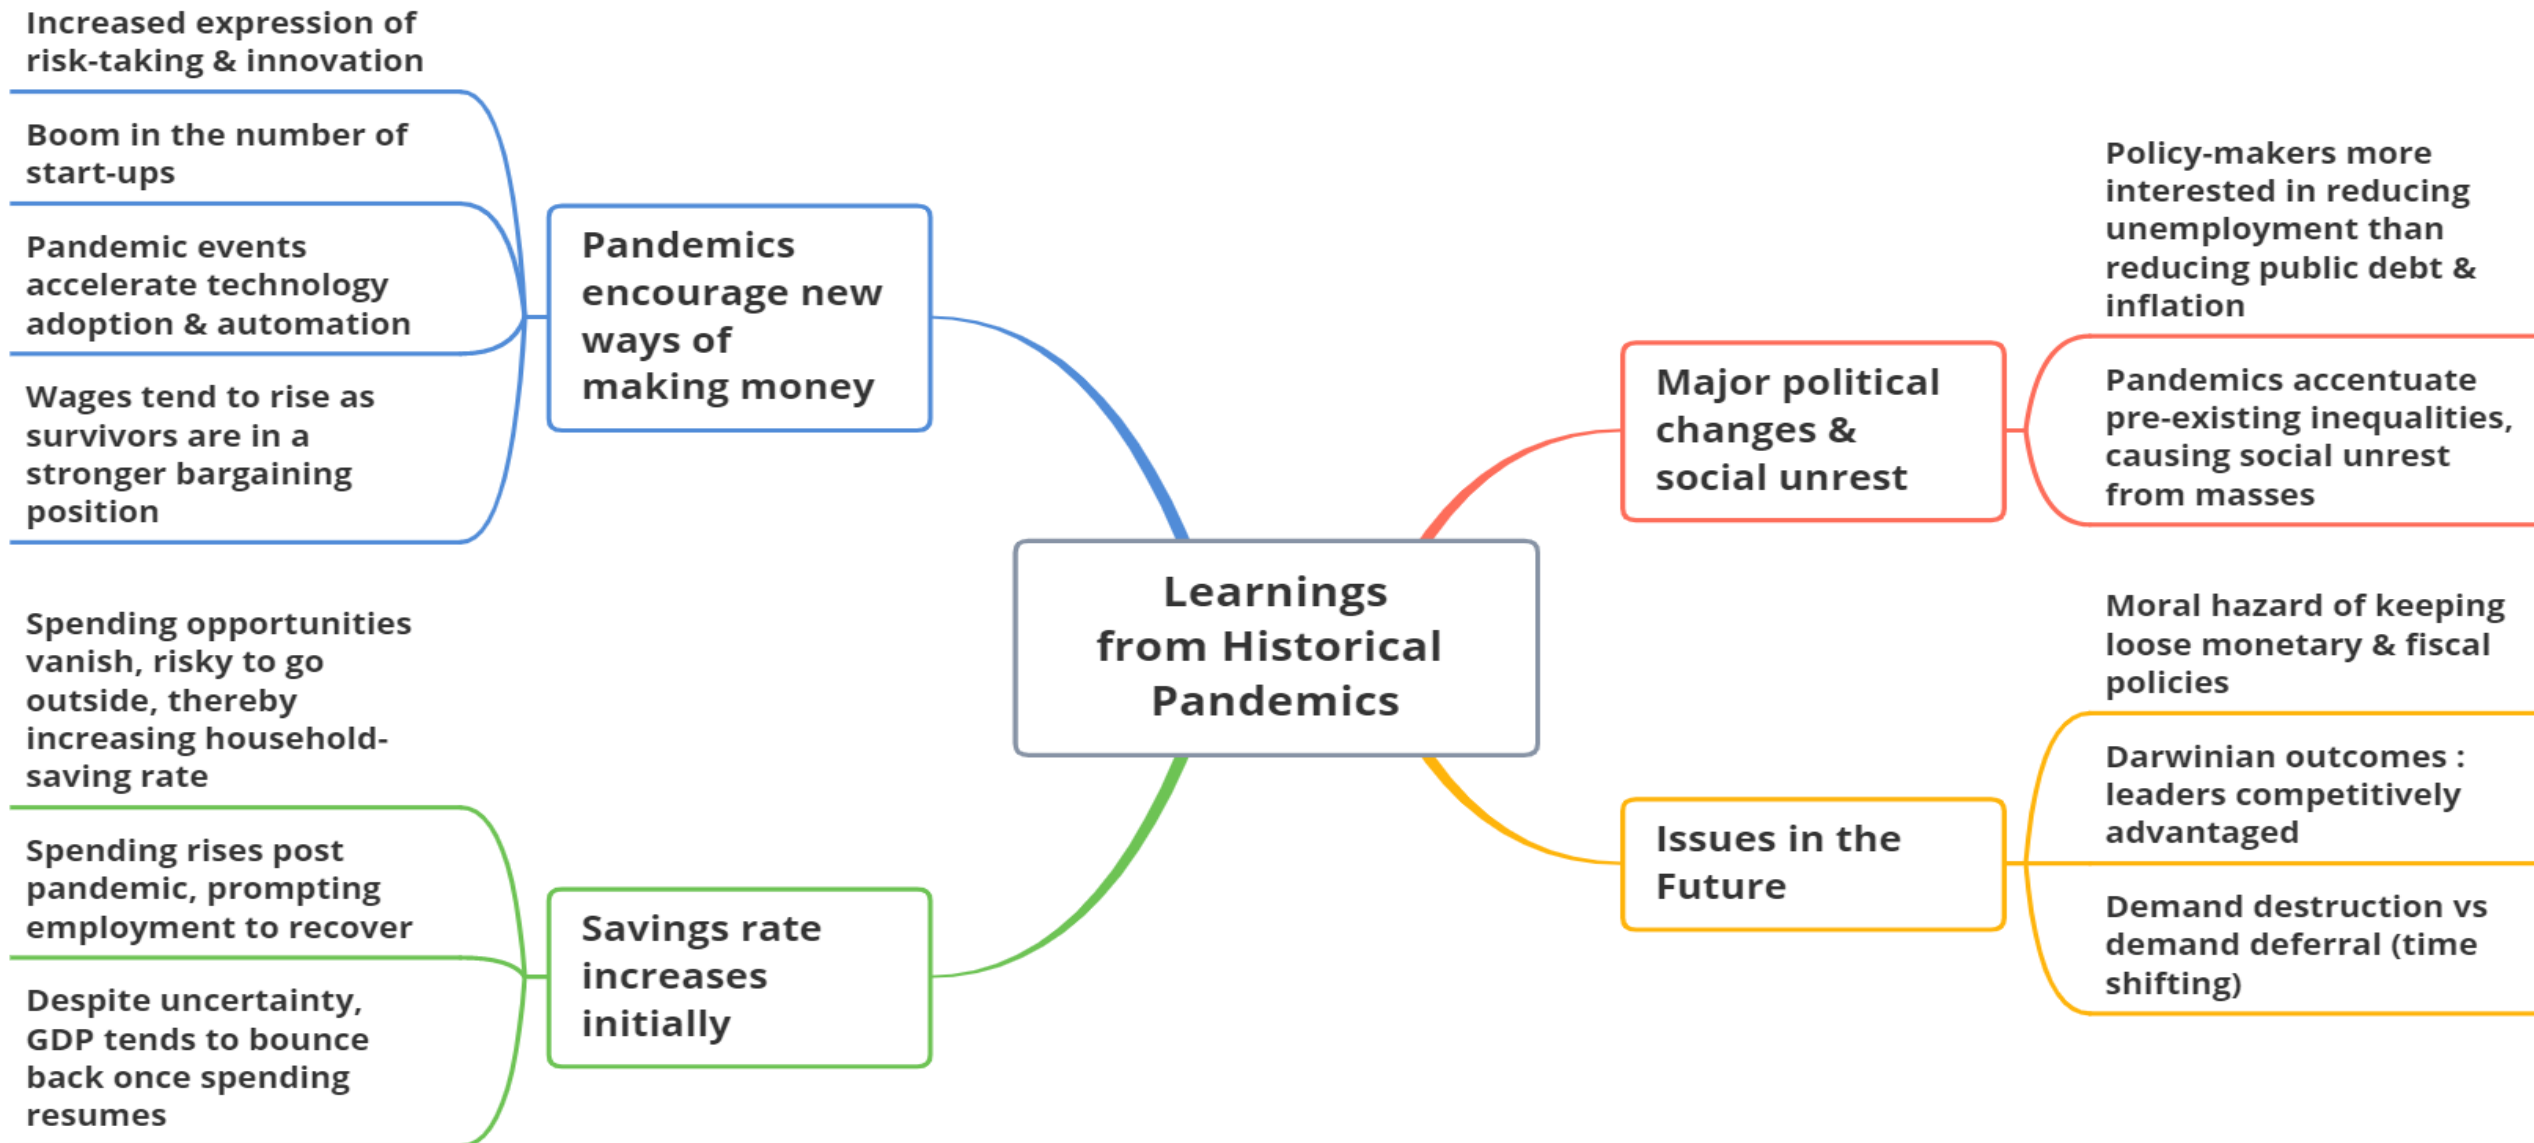 Increased expression of
risk-taking & innovation
Boom in the number of
start-ups
Pandemic events
accelerate technology
adoption & automation
Wages tend to rise as
survivors are in a
stronger bargaining
position
Pandemics
encourage new
ways of
making money
Spending opportunities
vanish, risky to go
outside, thereby
increasing household-
saving rate
Spending rises post
pandemic, prompting
employment to recover
Despite uncertainty,
GDP tends to bounce
back once spending
resumes
Savings rate
increases
initially
Learnings
from Historical
Pandemics
Major political
changes &
social unrest
Policy-makers more
interested in reducing
unemployment than
reducing public debt &
inflation
Pandemics accentuate
pre-existing inequalities,
causing social unrest
from masses
Issues in the
Future
Moral hazard of keeping
loose monetary & fiscal
policies
Darwinian outcomes :
leaders competitively
advantaged
Demand destruction vs
demand deferral (time
shifting)